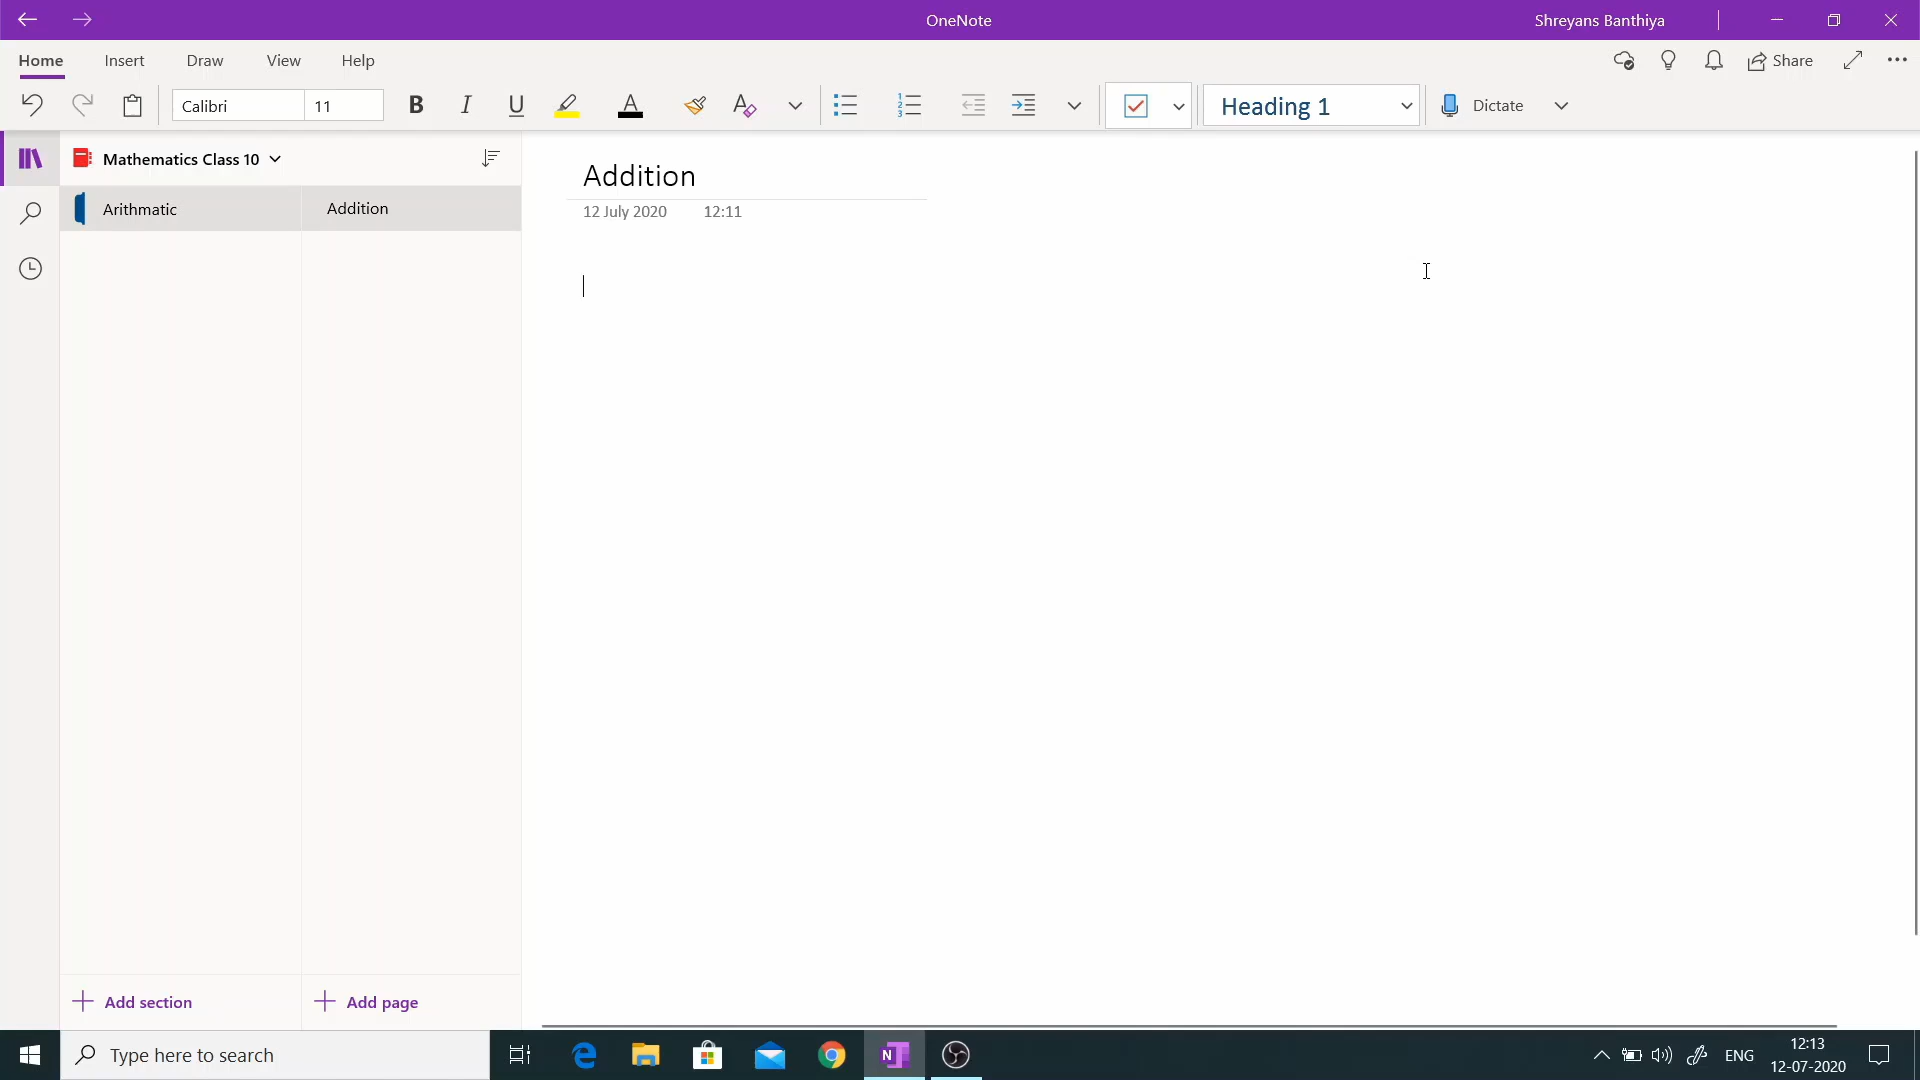 OneNote
Shreyans Banthiya
Home Insert Draw View Help
Share
Calibri 11 B I U A A Heading 1 Dictate
Mathematics Class 10
Addition
Arithmatic Addition
12 July 2020 12:11
Add section Add page
Type here to search
ENG
12:13
12-07-2020